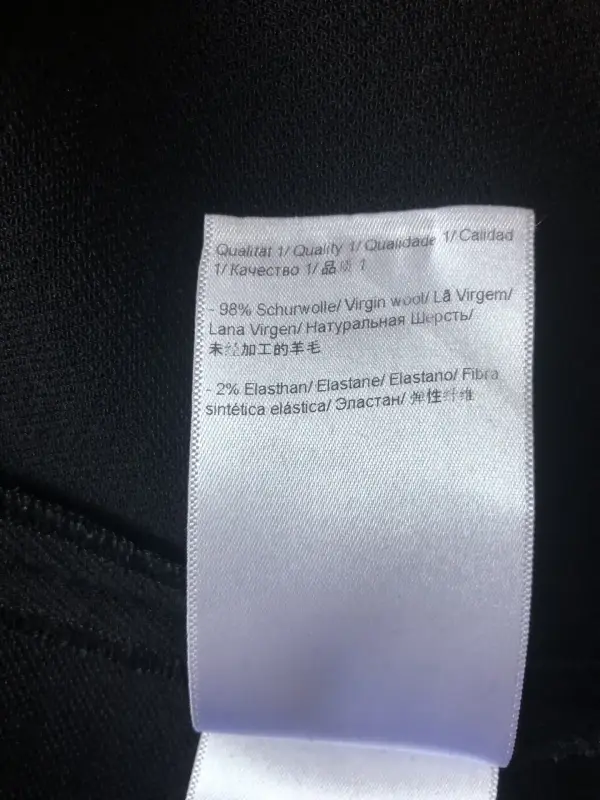 Qualität 1/ Quality 1/ Qualidade 1/ Calidad
1/ Качество 1/ 品质 1
- 98% Schurwolle/ Virgin wool/ Lã Virgem/
Lana Virgen/ Натуральная Шерсть/
未经加工的羊毛
- 2% Elasthan/ Elastane/ Elastano/ Fibra
sintética elástica/ Эластан/ 弹性纤维